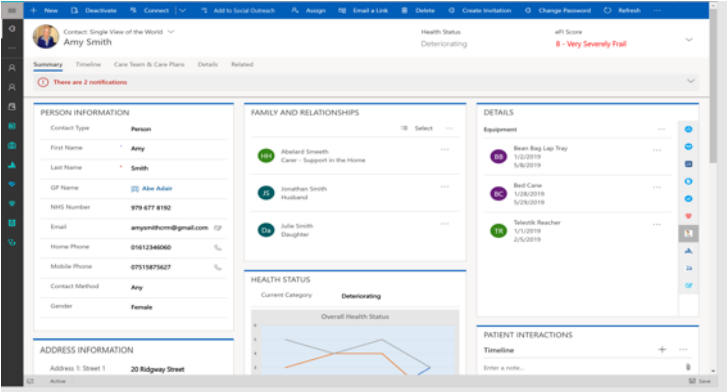 + New Deactivate Connect Add to Social Outreach Assign Email a Link Delete Create Invitation Change Password Refresh ...
Contact: Single View of the World
Amy Smith
Health Status
Deteriorating
eFI Score
8 - Very Severely Frail
Summary Timeline Care Team & Care Plans Details Related
There are 2 notifications
PERSON INFORMATION
Contact Type Person
First Name * Amy
Last Name * Smith
GF Name Abe Adair
NHS Number 979 677 8192
Email amysmithcrm@gmail.com
Home Phone 01612346060
Mobile Phone 07515875627
Contact Method Any
Gender Female
ADDRESS INFORMATION
Address 1: Street 1 20 Ridgway Street
FAMILY AND RELATIONSHIPS
Select ...
HH Abelard Smeeth
Carer - Support in the Home
JS Jonathan Smith
Husband
Da Julie Smith
Daughter
HEALTH STATUS
Current Category Deteriorating
Overall Health Status
DETAILS
Equipment ...
BB Bean Bag Lap Tray
1/2/2019
5/8/2019
BC Bed Cane
1/28/2019
5/29/2019
TR Telestik Reacher
1/1/2019
2/5/2019
PATIENT INTERACTIONS
Timeline + ...
Enter a note...
Active Save